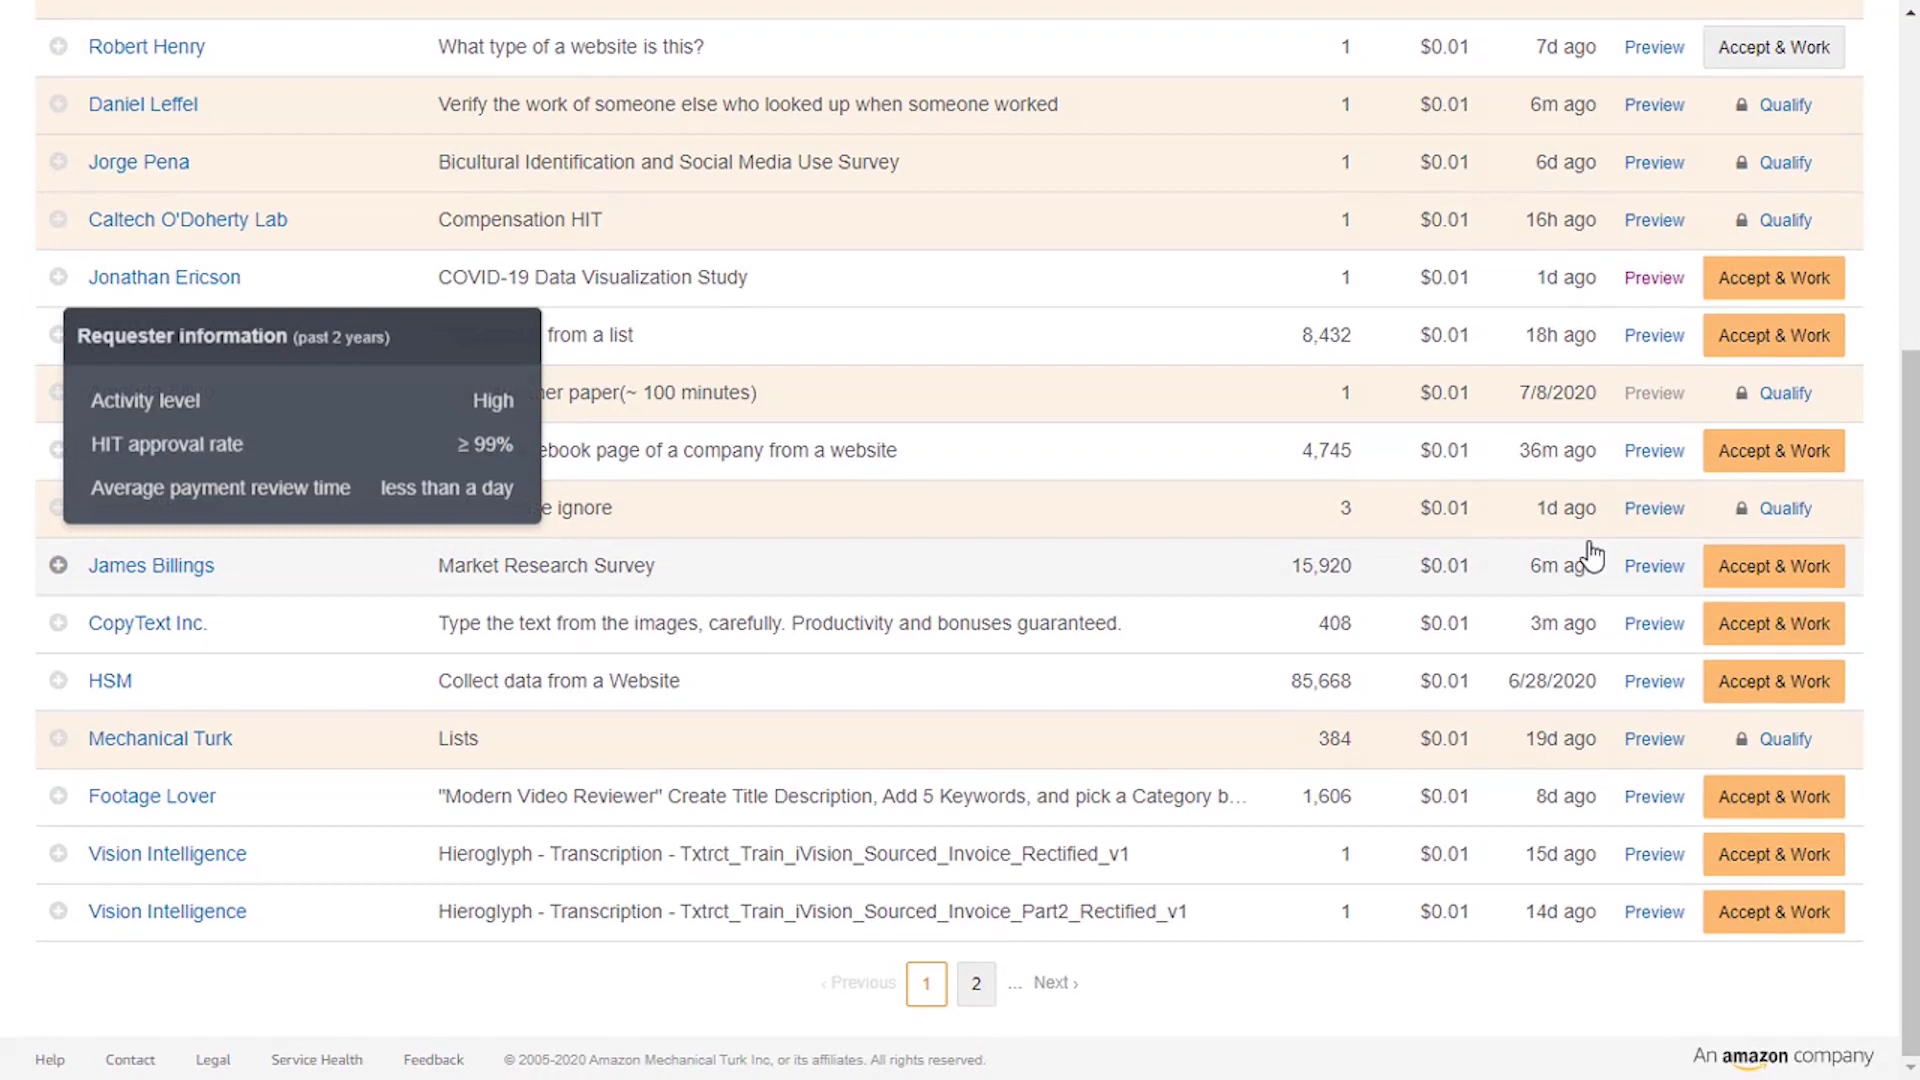 Robert Henry What type of a website is this? 1 $0.01 7d ago Preview Accept & Work
Daniel Leffel Verify the work of someone else who looked up when someone worked 1 $0.01 6m ago Preview Qualify
Jorge Pena Bicultural Identification and Social Media Use Survey 1 $0.01 6d ago Preview Qualify
Caltech O'Doherty Lab Compensation HIT 1 $0.01 16h ago Preview Qualify
Jonathan Ericson COVID-19 Data Visualization Study 1 $0.01 1d ago Preview Accept & Work
Requester information (past 2 years) from a list 8,432 $0.01 18h ago Preview Accept & Work
Activity level High paper(~ 100 minutes) 1 $0.01 7/8/2020 Preview Qualify
HIT approval rate ≥ 99% page of a company from a website 4,745 $0.01 36m ago Preview Accept & Work
Average payment review time less than a day ignore 3 $0.01 1d ago Preview Qualify
James Billings Market Research Survey 15,920 $0.01 6m ago Preview Accept & Work
CopyText Inc. Type the text from the images, carefully. Productivity and bonuses guaranteed. 408 $0.01 3m ago Preview Accept & Work
HSM Collect data from a Website 85,668 $0.01 6/28/2020 Preview Accept & Work
Mechanical Turk Lists 384 $0.01 19d ago Preview Qualify
Footage Lover "Modern Video Reviewer" Create Title Description, Add 5 Keywords, and pick a Category b... 1,606 $0.01 8d ago Preview Accept & Work
Vision Intelligence Hieroglyph - Transcription - Txtrct_Train_iVision_Sourced_Invoice_Rectified_v1 1 $0.01 15d ago Preview Accept & Work
Vision Intelligence Hieroglyph - Transcription - Txtrct_Train_iVision_Sourced_Invoice_Part2_Rectified_v1 1 $0.01 14d ago Preview Accept & Work
‹ Previous 1 2 ... Next ›
Help Contact Legal Service Health Feedback © 2005-2020 Amazon Mechanical Turk Inc, or its affiliates. All rights reserved. An amazon company